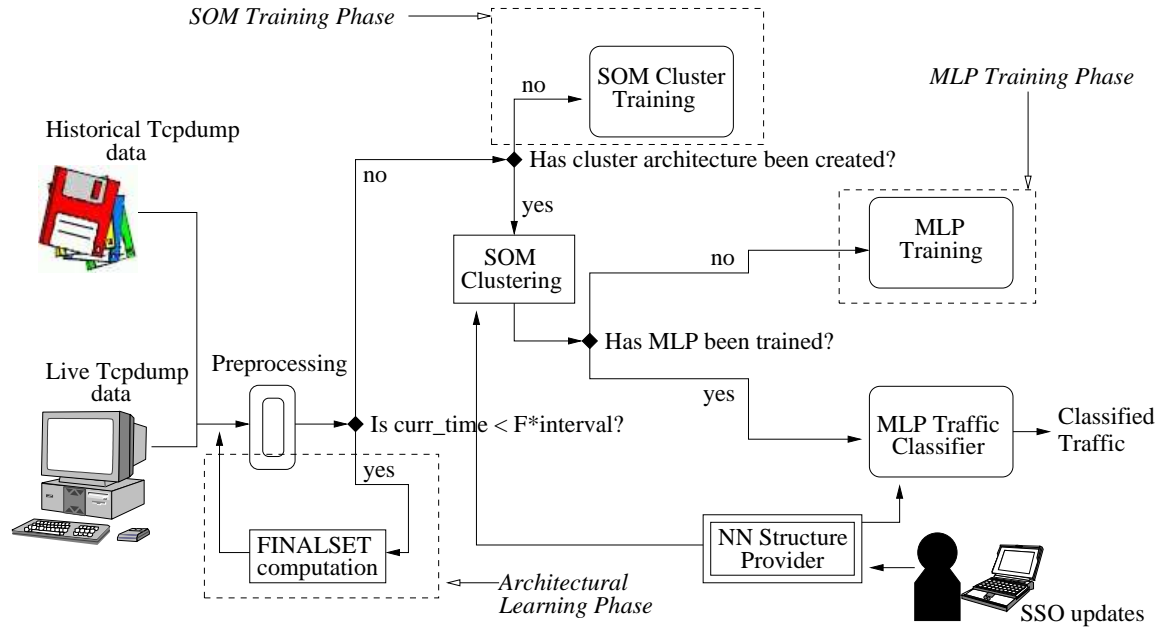 SOM Training Phase
SOM Cluster
Training
MLP Training Phase
no
Historical Tcpdump
data
Has cluster architecture been created?
no
yes
MLP
Training
SOM
Clustering
no
Has MLP been trained?
Live Tcpdump
data
Preprocessing
yes
Is curr_time < F*interval?
MLP Traffic
Classifier
Classified
Traffic
yes
FINALSET
computation
NN Structure
Provider
Architectural
Learning Phase
SSO updates